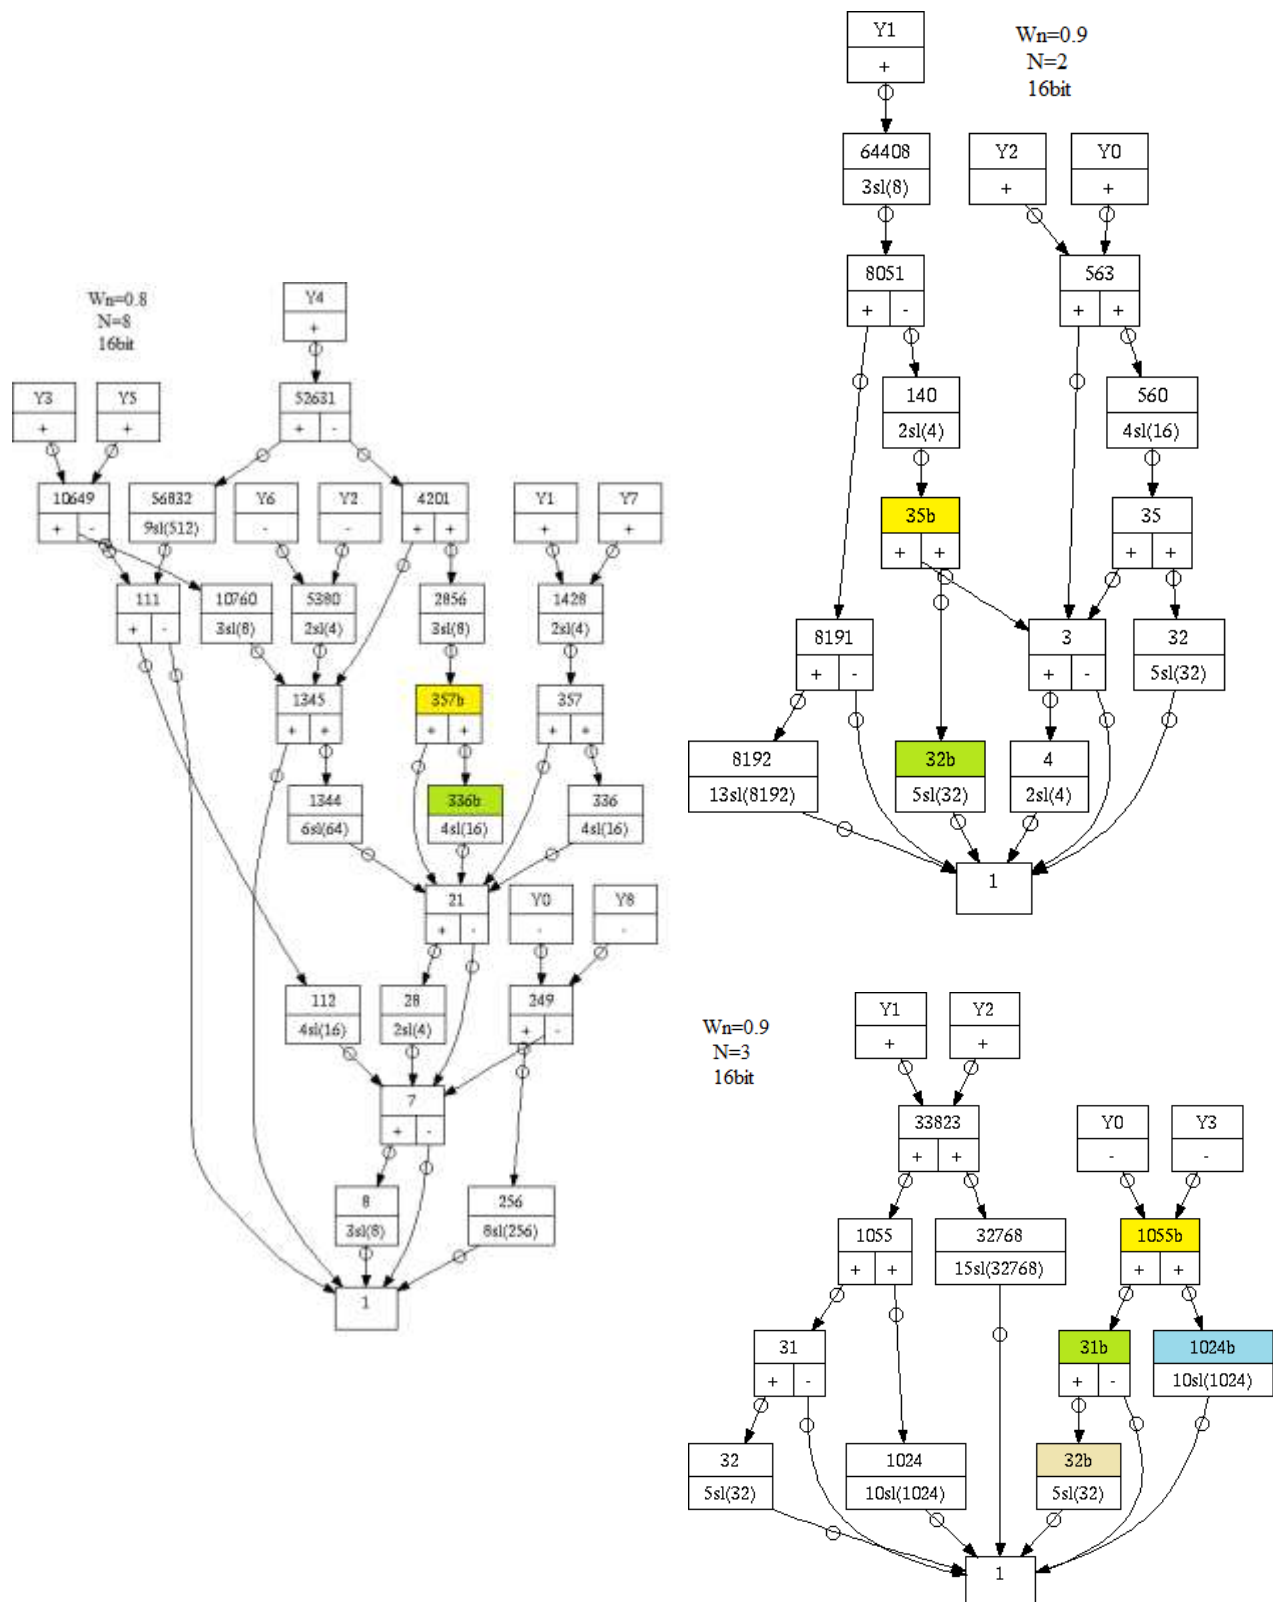 Y1
+
Wn=0.9
N=2
16bit
64408
3sl(8)
Y2
+
Y0
+
8051
+ -
563
+ +
140
2sl(4)
560
4sl(16)
35b
+ +
35
+ +
8191
+ -
3
+ -
32
5sl(32)
8192
13sl(8192)
32b
5sl(32)
4
2sl(4)
1
Wn=0.8
N=8
16bit
Y4
+
Y3
+
Y5
+
52631
+ -
10649
+ -
56832
9sl(512)
Y6
-
Y2
-
4201
+ +
Y1
+
Y7
+
111
+ -
10760
3sl(8)
5380
2sl(4)
2856
3sl(8)
1428
2sl(4)
1345
+ +
357b
+ +
357
+ +
1344
6sl(64)
336b
4sl(16)
336
4sl(16)
21
+ -
Y0
-
Y8
-
112
4sl(16)
28
2sl(4)
249
+ -
7
+ -
8
3sl(8)
256
8sl(256)
1
Wn=0.9
N=3
16bit
Y1
+
Y2
+
33823
+ +
Y0
-
Y3
-
1055
+ +
32768
15sl(32768)
1055b
+ +
31
+ -
31b
+ -
1024b
10sl(1024)
32
5sl(32)
1024
10sl(1024)
32b
5sl(32)
1